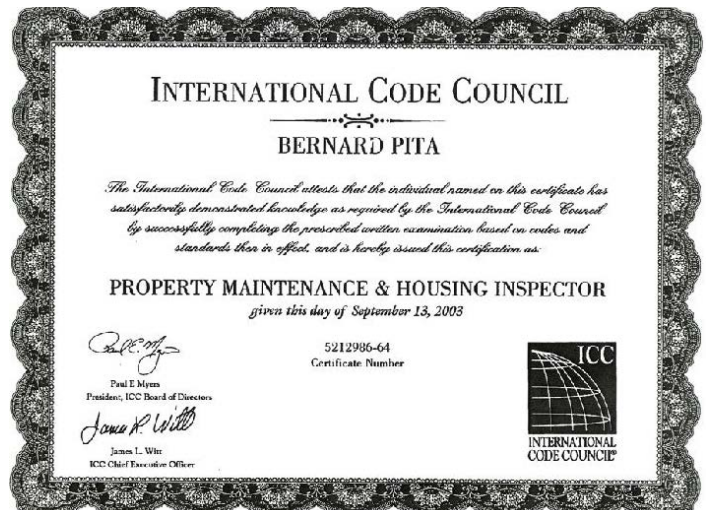 INTERNATIONAL CODE COUNCIL
BERNARD PITA
The International Code Council attests that the individual named on this certificate has
satisfactorily demonstrated knowledge as required by the International Code Council
by successfully completing the prescribed written examination based on codes and
standards then in effect, and is hereby issued this certification as:
PROPERTY MAINTENANCE & HOUSING INSPECTOR
given this day of September 13, 2003
5212986-64
Certificate Number
Paul E. Myers
Paul E Myers
President, ICC Board of Directors
James L. Witt
James L. Witt
ICC Chief Executive Officer
ICC
INTERNATIONAL
CODE COUNCIL®